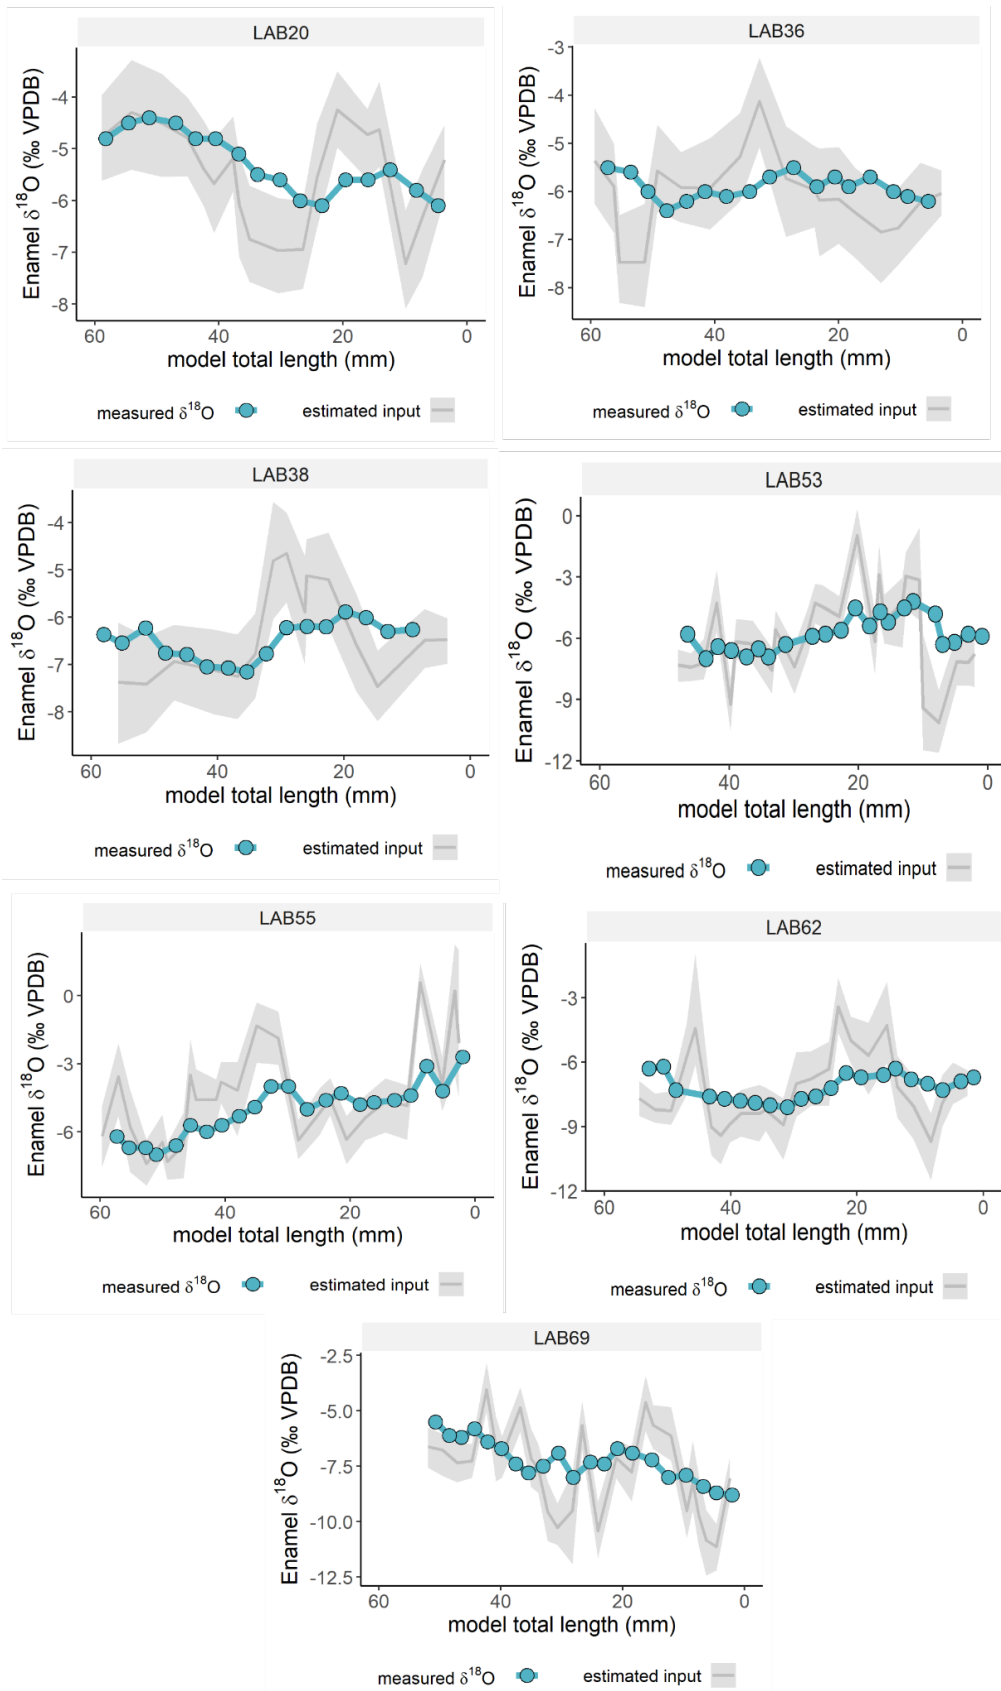 LAB20
Enamel δ18O (‰ VPDB)
-4
-5
-6
-7
-8
60 40 20 0
model total length (mm)
measured δ18O estimated input
LAB36
Enamel δ18O (‰ VPDB)
-3
-4
-5
-6
-7
-8
60 40 20 0
model total length (mm)
measured δ18O estimated input
LAB38
Enamel δ18O (‰ VPDB)
-4
-5
-6
-7
-8
60 40 20 0
model total length (mm)
measured δ18O estimated input
LAB53
Enamel δ18O (‰ VPDB)
0
-3
-6
-9
-12
60 40 20 0
model total length (mm)
measured δ18O estimated input
LAB55
Enamel δ18O (‰ VPDB)
0
-3
-6
60 40 20 0
model total length (mm)
measured δ18O estimated input
LAB62
Enamel δ18O (‰ VPDB)
-3
-6
-9
-12
60 40 20 0
model total length (mm)
measured δ18O estimated input
LAB69
Enamel δ18O (‰ VPDB)
-2.5
-5.0
-7.5
-10.0
-12.5
60 40 20 0
model total length (mm)
measured δ18O estimated input